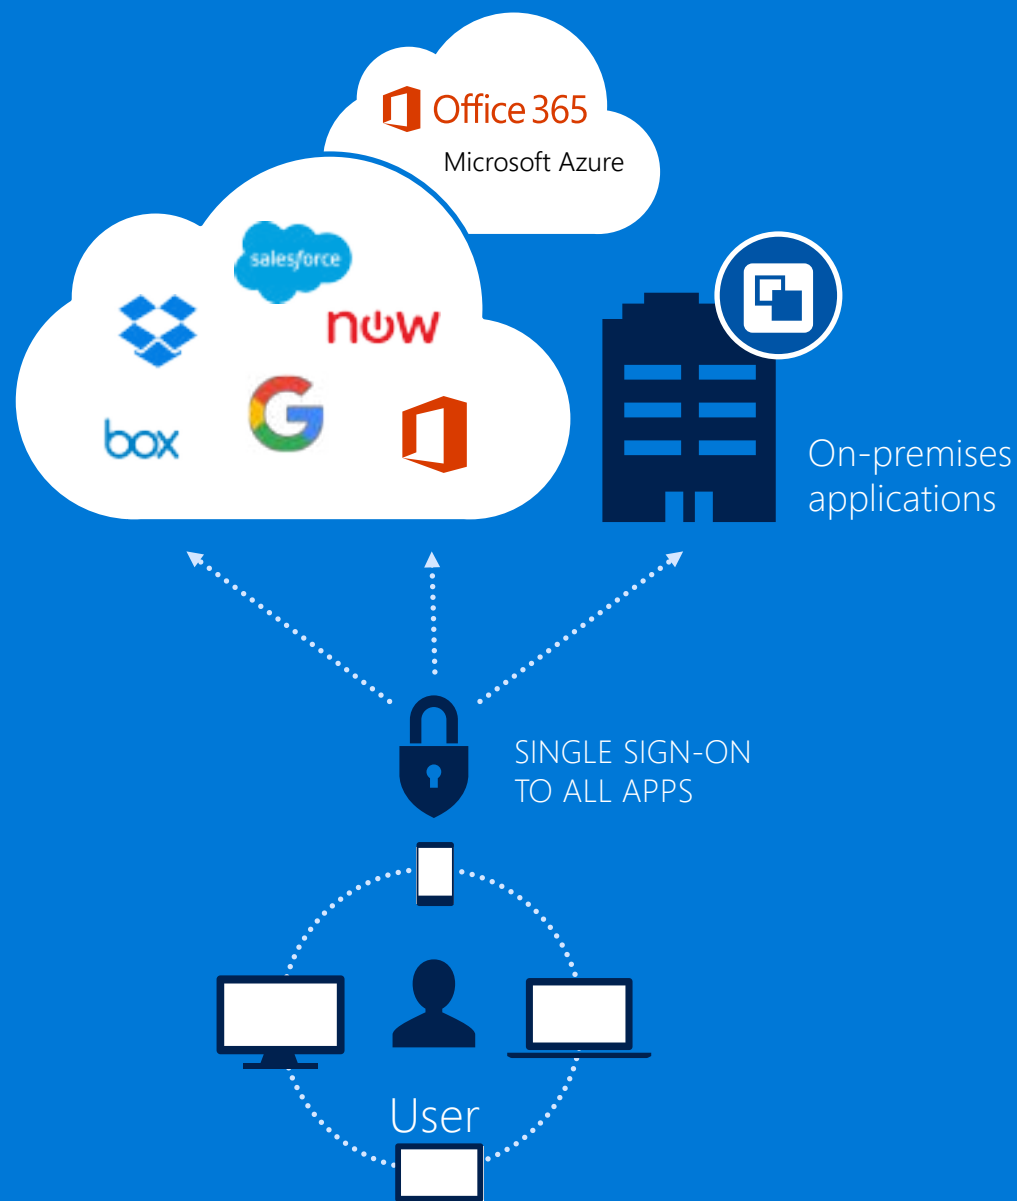 Office 365
Microsoft Azure
salesforce
now
box
On-premises
applications
SINGLE SIGN-ON
TO ALL APPS
User